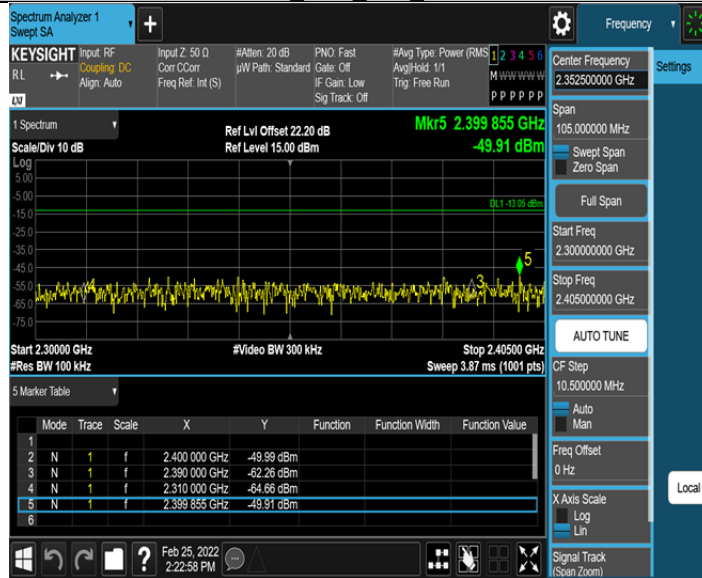 Spectrum Analyzer 1
Swept SA
+
Frequency
KEYSIGHT
RL
LXI
Input: RF
Coupling: DC
Align: Auto
Input Z: 50 Ω
Corr CCorr
Freq Ref: Int (S)
#Atten: 20 dB
µW Path: Standard
PNO: Fast
Gate: Off
IF Gain: Low
Sig Track: Off
#Avg Type: Power (RMS
Avg|Hold: 1/1
Trig: Free Run
1 2 3 4 5 6
M W W W W W
P P P P P P
1 Spectrum
Scale/Div 10 dB
Ref Lvl Offset 22.20 dB
Ref Level 15.00 dBm
Mkr5 2.399 855 GHz
-49.91 dBm
Log
5.00
-5.00
DL1 -13.05 dBm
-15.0
-25.0
-35.0
-45.0
5
-55.0
4
3
-65.0
-75.0
Start 2.30000 GHz
#Video BW 300 kHz
Stop 2.40500 GHz
#Res BW 100 kHz
Sweep 3.87 ms (1001 pts)
5 Marker Table
Mode Trace Scale X Y Function Function Width Function Value
1
2 N 1 f 2.400 000 GHz -49.99 dBm
3 N 1 f 2.390 000 GHz -62.26 dBm
4 N 1 f 2.310 000 GHz -64.66 dBm
5 N 1 f 2.399 855 GHz -49.91 dBm
6
?
Feb 25, 2022
2:22:58 PM
Center Frequency
2.352500000 GHz
Settings
Span
105.000000 MHz
Swept Span
Zero Span
Full Span
Start Freq
2.300000000 GHz
Stop Freq
2.405000000 GHz
AUTO TUNE
CF Step
10.500000 MHz
Auto
Man
Freq Offset
0 Hz
Local
X Axis Scale
Log
Lin
Signal Track
(Span Zoom)